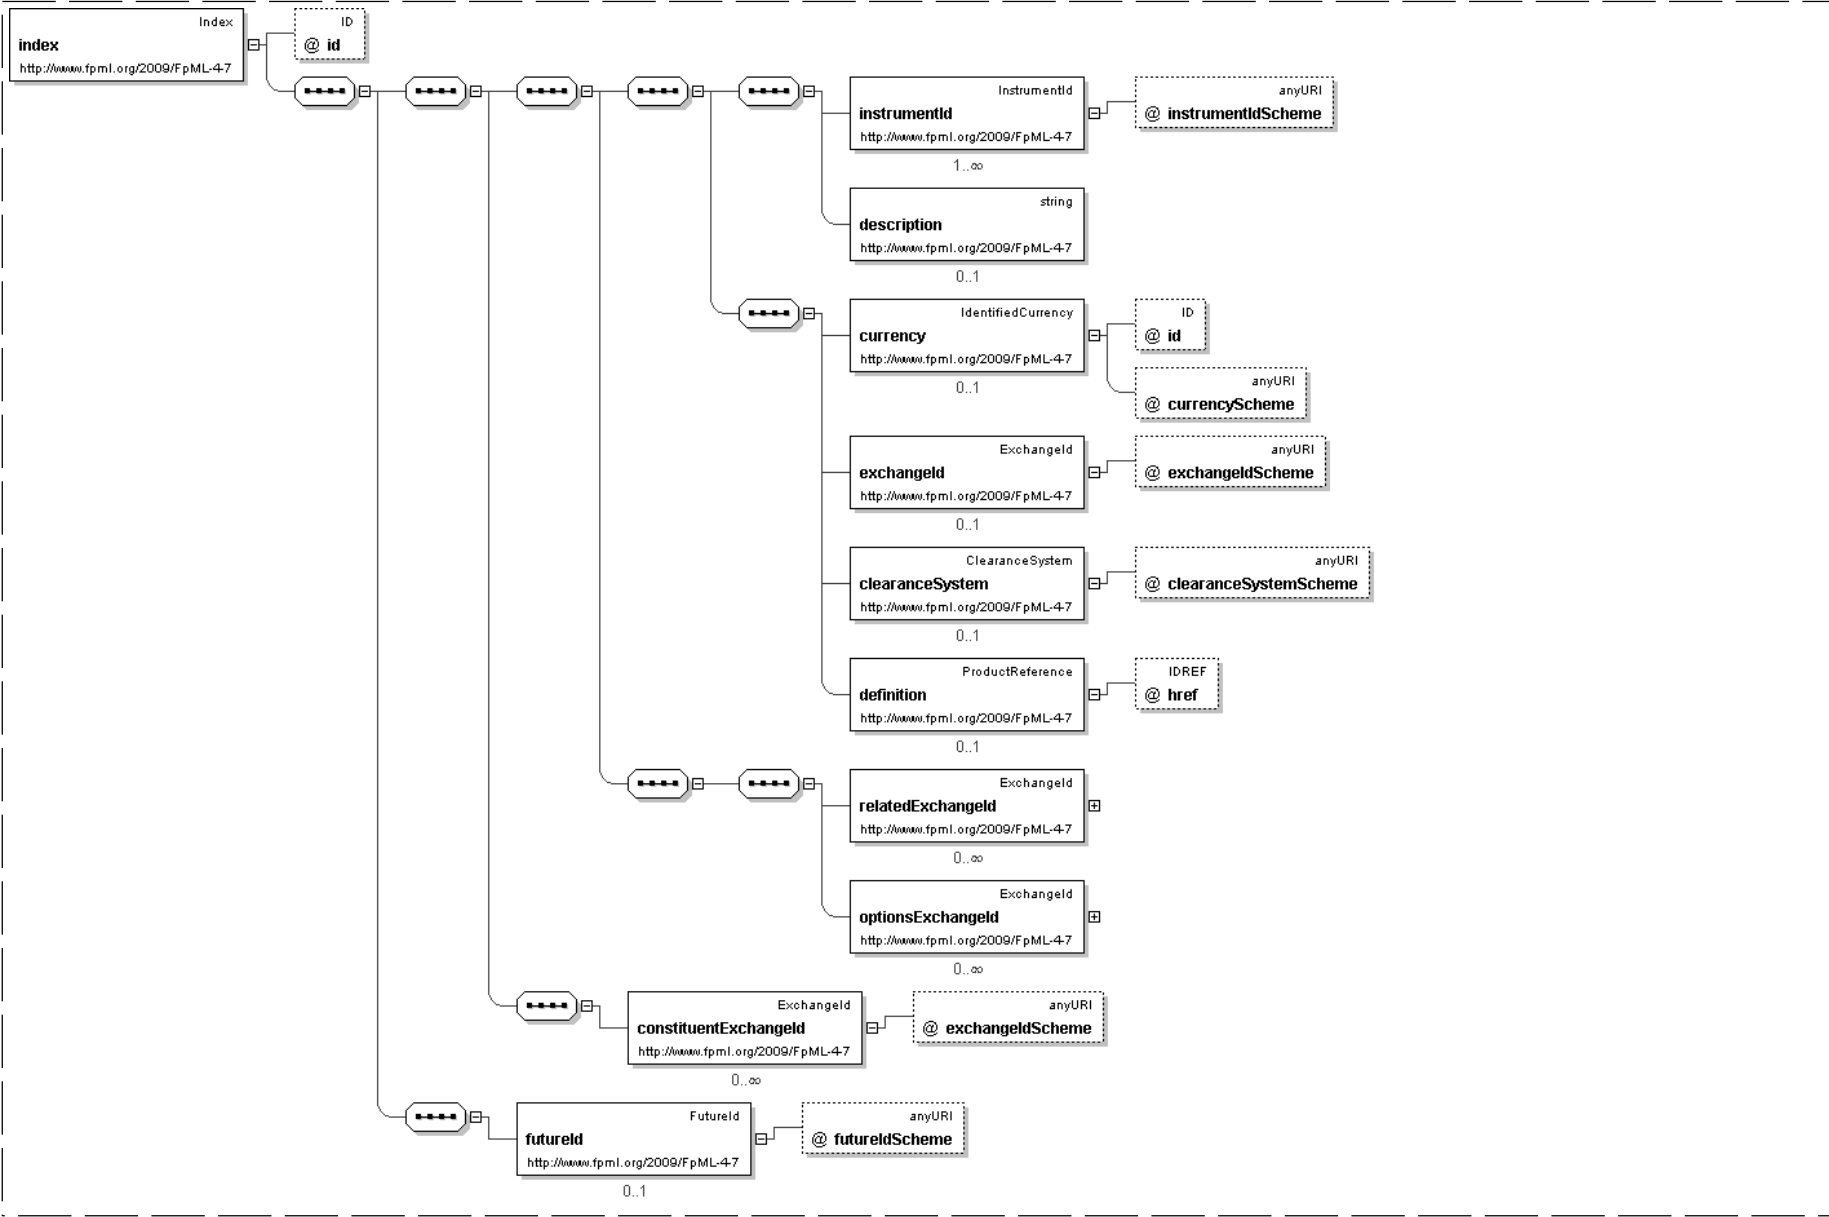 Index
index
http://www.fpml.org/2009/FpML-4-7
ID
@ id
InstrumentId
instrumentId
http://www.fpml.org/2009/FpML-4-7
1..∞
anyURI
@ instrumentIdScheme
string
description
http://www.fpml.org/2009/FpML-4-7
0..1
IdentifiedCurrency
currency
http://www.fpml.org/2009/FpML-4-7
0..1
ID
@ id
anyURI
@ currencyScheme
ExchangeId
exchangeId
http://www.fpml.org/2009/FpML-4-7
0..1
anyURI
@ exchangeIdScheme
ClearanceSystem
clearanceSystem
http://www.fpml.org/2009/FpML-4-7
0..1
anyURI
@ clearanceSystemScheme
ProductReference
definition
http://www.fpml.org/2009/FpML-4-7
0..1
IDREF
@ href
ExchangeId
relatedExchangeId
http://www.fpml.org/2009/FpML-4-7
0..∞
ExchangeId
optionsExchangeId
http://www.fpml.org/2009/FpML-4-7
0..∞
ExchangeId
constituentExchangeId
http://www.fpml.org/2009/FpML-4-7
0..∞
anyURI
@ exchangeIdScheme
FutureId
futureId
http://www.fpml.org/2009/FpML-4-7
0..1
anyURI
@ futureIdScheme